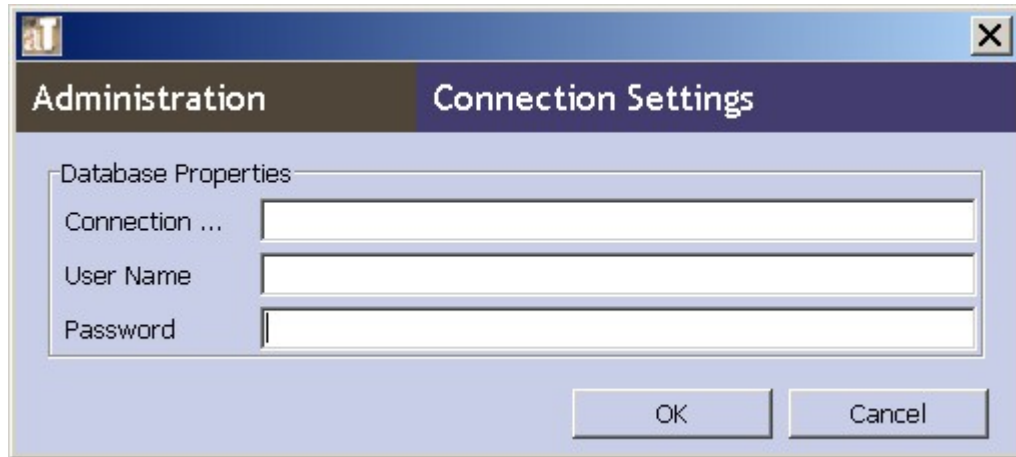 aT
Administration Connection Settings
Database Properties
Connection ...
User Name
Password
OK Cancel